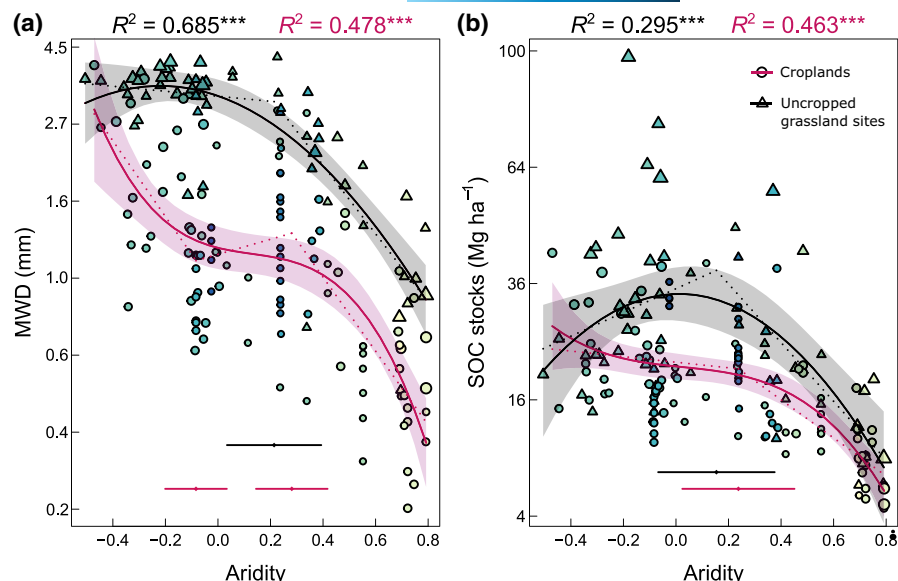 (a) R² = 0.685*** R² = 0.478***
4.5
2.7
1.6
1.0
0.6
0.4
0.2
MWD (mm)
−0.4 −0.2 0.0 0.2 0.4 0.6 0.8
Aridity
(b) R² = 0.295*** R² = 0.463***
100
64
36
16
4
SOC stocks (Mg ha⁻¹)
Croplands
Uncropped
grassland sites
−0.4 −0.2 0.0 0.2 0.4 0.6 0.8
Aridity